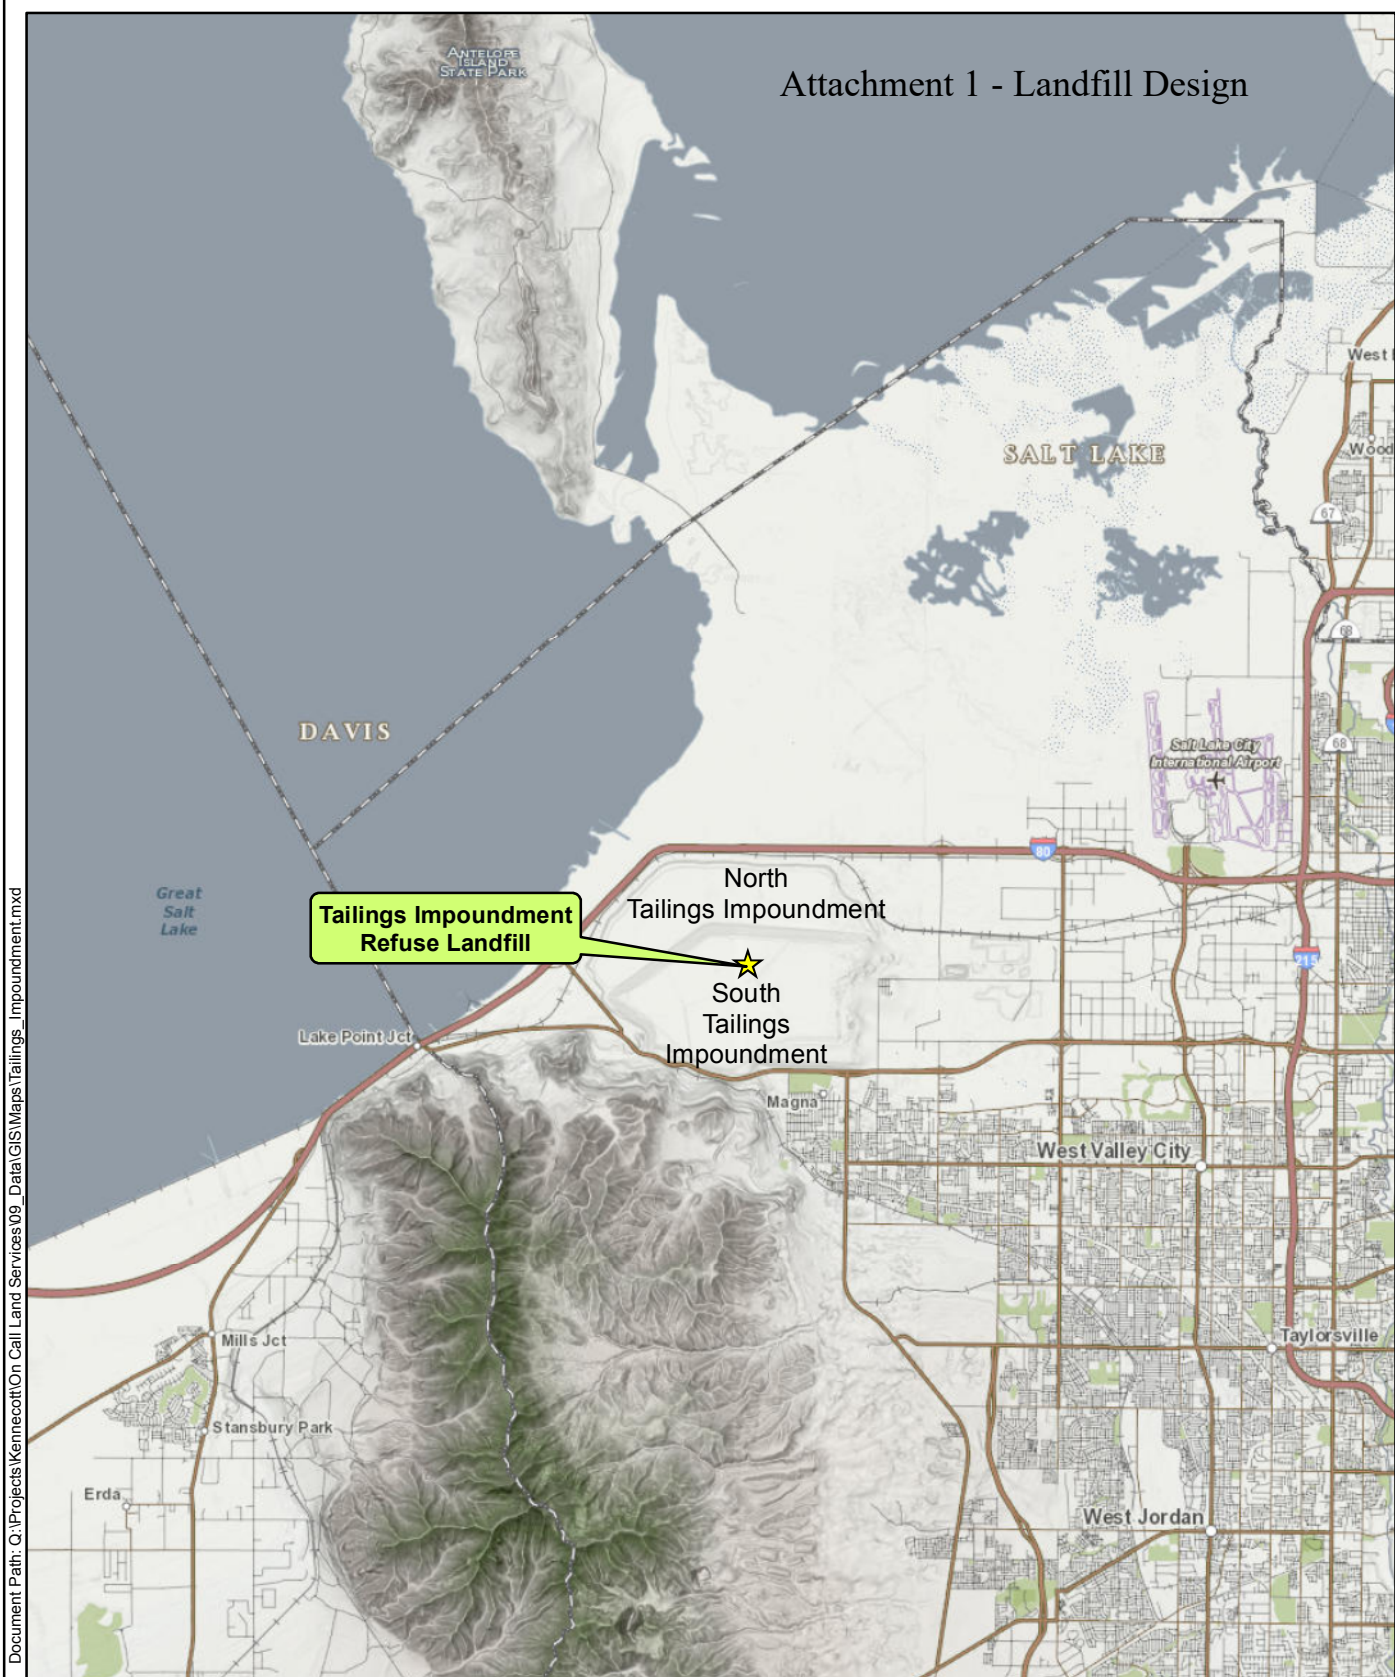 ANTELOPE
ISLAND
STATE PARK
Attachment 1 - Landfill Design
West
SALT LAKE
Wood
67
68
DAVIS
Salt Lake City
International Airport
68
80
North
Tailings Impoundment
Great
Salt
Lake
Tailings Impoundment
Refuse Landfill
215
South
Tailings
Impoundment
Lake Point Jct
Magna
West Valley City
Mills Jct
Taylorsville
Stansbury Park
Erda
West Jordan
Document Path: Q:\Projects\Kennecott\On Call Land Services\09_Data\GIS\Maps\Tailings_Impoundment.mxd